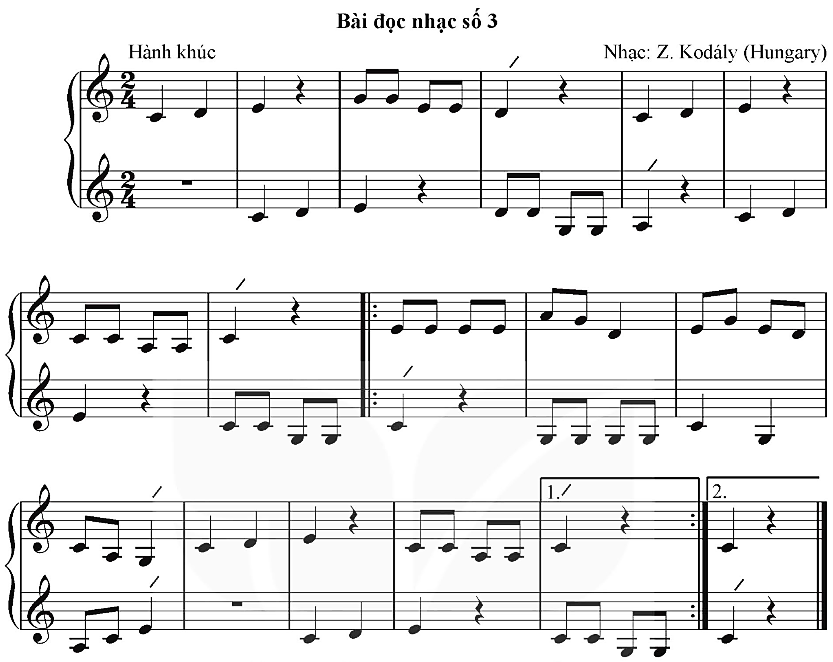 Bài đọc nhạc số 3
Hành khúc
Nhạc: Z. Kodály (Hungary)
2
4
2
4
1.
2.